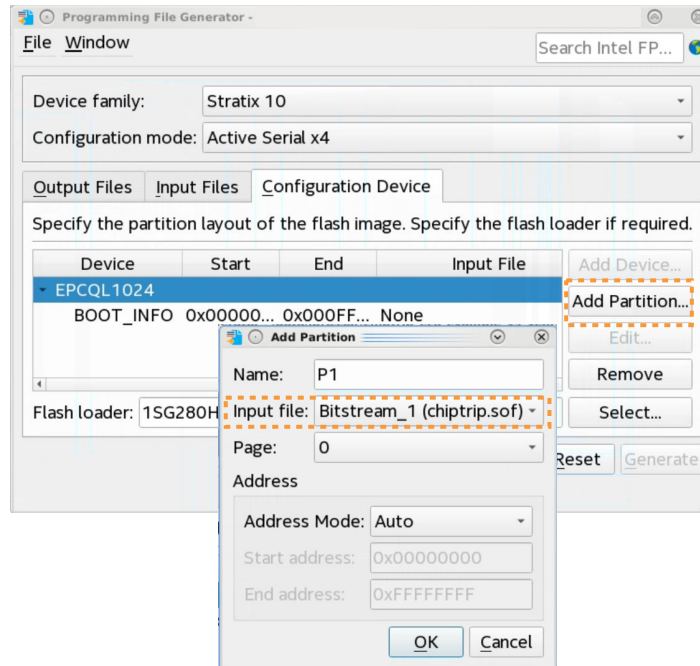 Programming File Generator -
File Window
Search Intel FP...
Device family: Stratix 10
Configuration mode: Active Serial x4
Output Files Input Files Configuration Device
Specify the partition layout of the flash image. Specify the flash loader if required.
Device Start End Input File
Add Device...
EPCQL1024
Add Partition...
BOOT_INFO 0x00000... 0x000FF... None
Edit...
Remove
Flash loader: 1SG280H
Select...
Reset Generate
Add Partition
Name: P1
Input file: Bitstream_1 (chiptrip.sof)
Page: 0
Address
Address Mode: Auto
Start address: 0x00000000
End address: 0xFFFFFFFF
OK Cancel